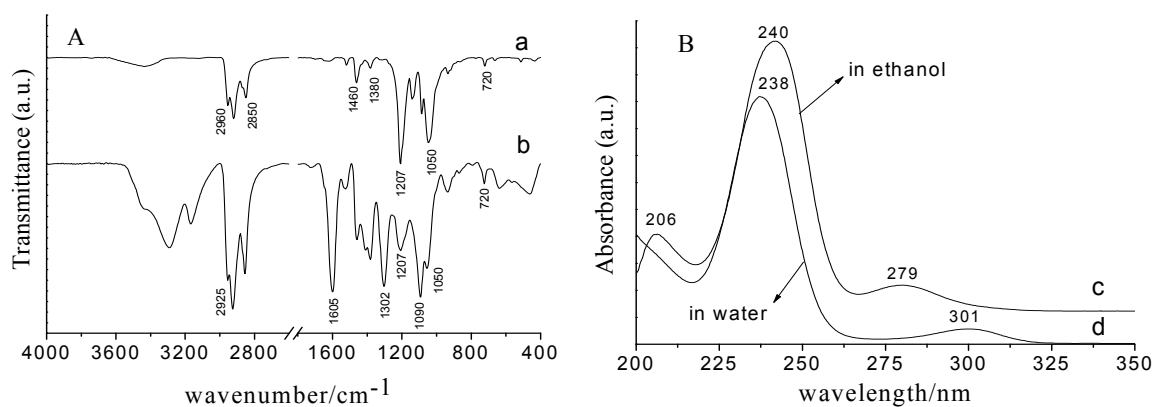 A
a
2960
2850
1460
1380
1207
1050
720
b
2925
1605
1302
1207
1090
1050
720
Transmittance (a.u.)
4000 3600 3200 2800 1600 1200 800 400
wavenumber/cm-1
B
240
in ethanol
238
206
279
c
in water
301
d
Absorbance (a.u.)
200 225 250 275 300 325 350
wavelength/nm